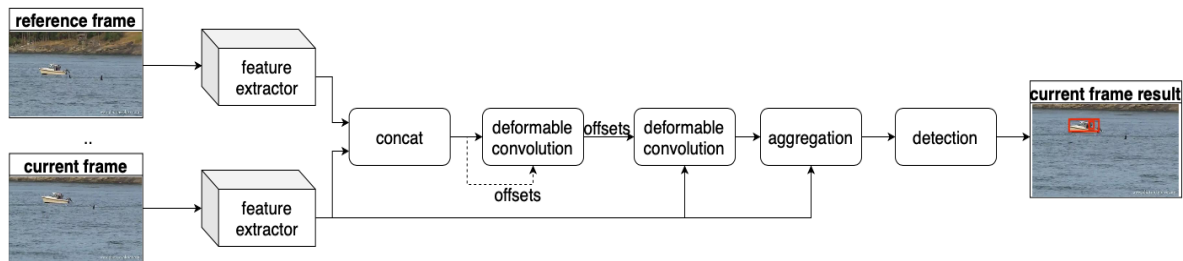 reference frame
..
current frame
feature
extractor
feature
extractor
concat
deformable
convolution
offsets
offsets
deformable
convolution
aggregation
detection
current frame result